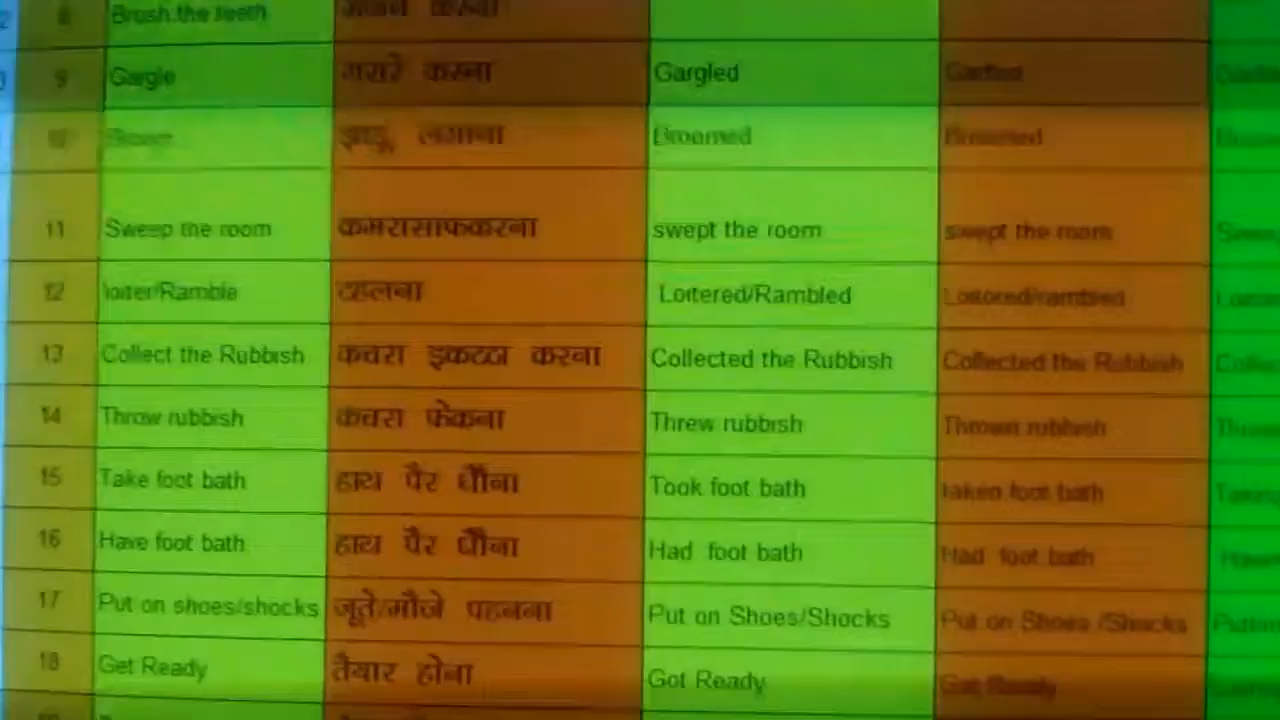 8 Brush the teeth करना
9 Gargle गरारे करना Gargled
10 Broom झाड़ू लगाना Broomed Broomed
11 Sweep the room कमरासाफकरना swept the room swept the room
12 loiter/Ramble टहलना Loitered/Rambled Loitered/rambled
13 Collect the Rubbish कचरा इकटठा करना Collected the Rubbish Collected the Rubbish
14 Throw rubbish कचरा फेकना Threw rubbish Thrown rubbish
15 Take foot bath हाथ पैर धौना Took foot bath taken foot bath
16 Have foot bath हाथ पैर धौना Had foot bath Had foot bath
17 Put on shoes/shocks जूते/मौजे पहनना Put on Shoes/Shocks Put on Shoes /Shocks
18 Get Ready तैयार होना Got Ready Got Ready